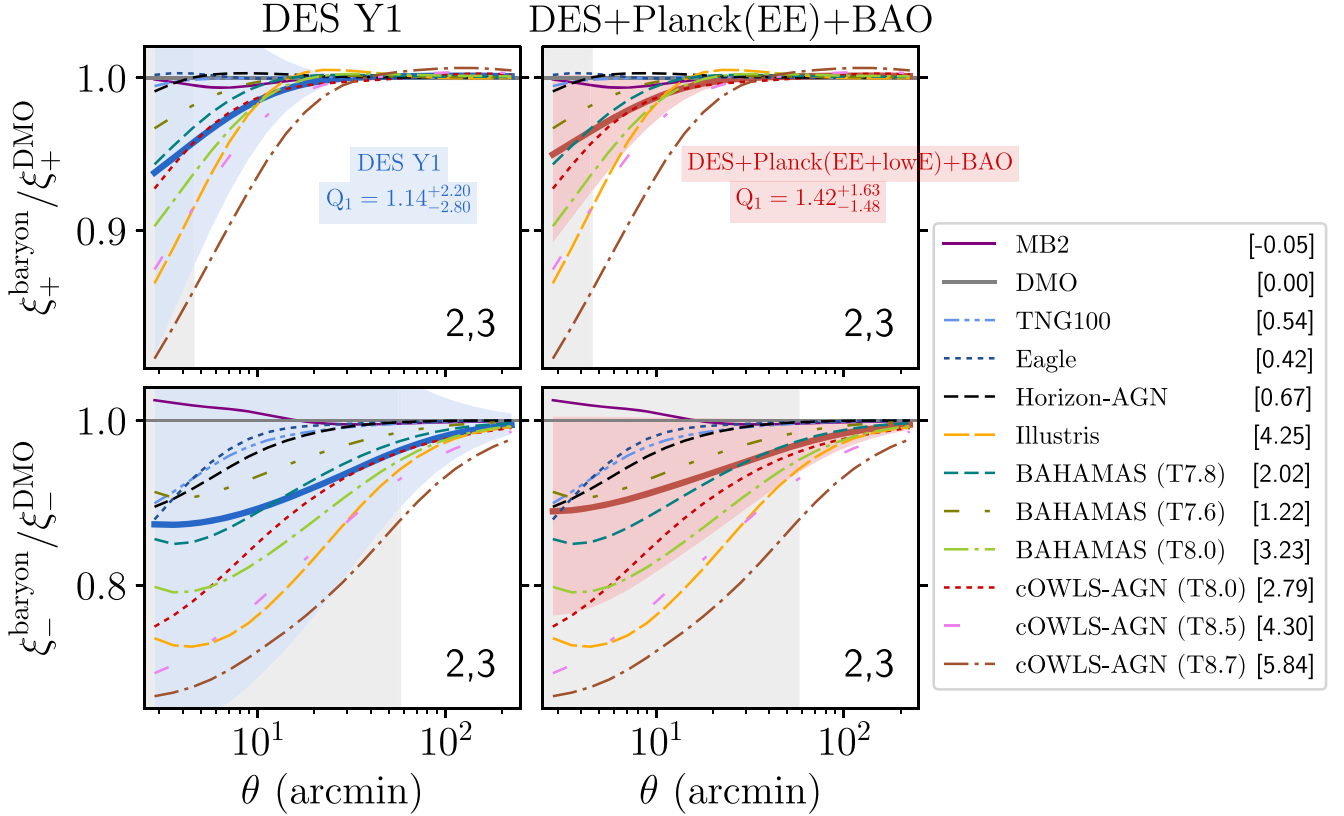 DES Y1
DES+Planck(EE)+BAO
ξ₊^baryon/ξ₊^DMO
1.0
0.9
DES Y1
Q₁ = 1.14^{+2.20}_{-2.80}
2,3
DES+Planck(EE+lowE)+BAO
Q₁ = 1.42^{+1.63}_{-1.48}
2,3
ξ₋^baryon/ξ₋^DMO
1.0
0.8
2,3
2,3
10¹ 10²
10¹ 10²
θ (arcmin)
θ (arcmin)
MB2 [-0.05]
DMO [0.00]
TNG100 [0.54]
Eagle [0.42]
Horizon-AGN [0.67]
Illustris [4.25]
BAHAMAS (T7.8) [2.02]
BAHAMAS (T7.6) [1.22]
BAHAMAS (T8.0) [3.23]
cOWLS-AGN (T8.0) [2.79]
cOWLS-AGN (T8.5) [4.30]
cOWLS-AGN (T8.7) [5.84]